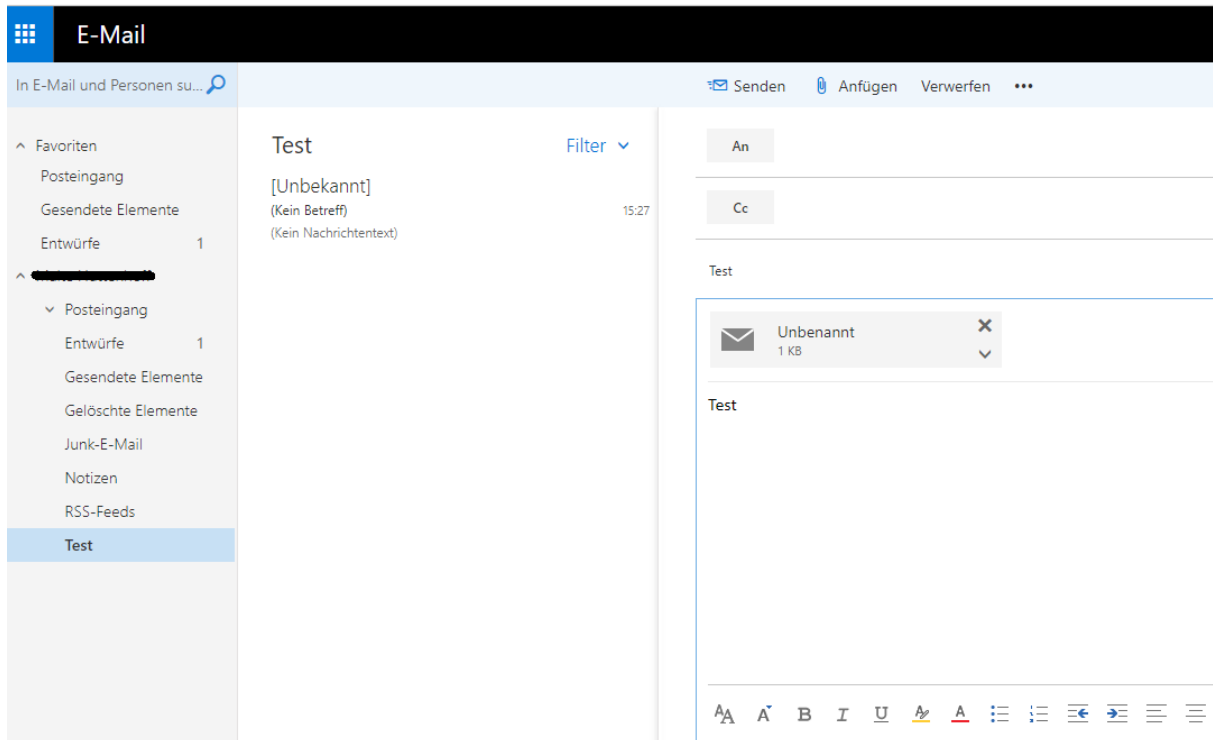 E-Mail
In E-Mail und Personen su...
Senden Anfügen Verwerfen •••
Favoriten
Posteingang
Gesendete Elemente
Entwürfe 1
Posteingang
Entwürfe 1
Gesendete Elemente
Gelöschte Elemente
Junk-E-Mail
Notizen
RSS-Feeds
Test
Test Filter
[Unbekannt]
(Kein Betreff) 15:27
(Kein Nachrichtentext)
An
Cc
Test
Unbenannt
1 KB
Test